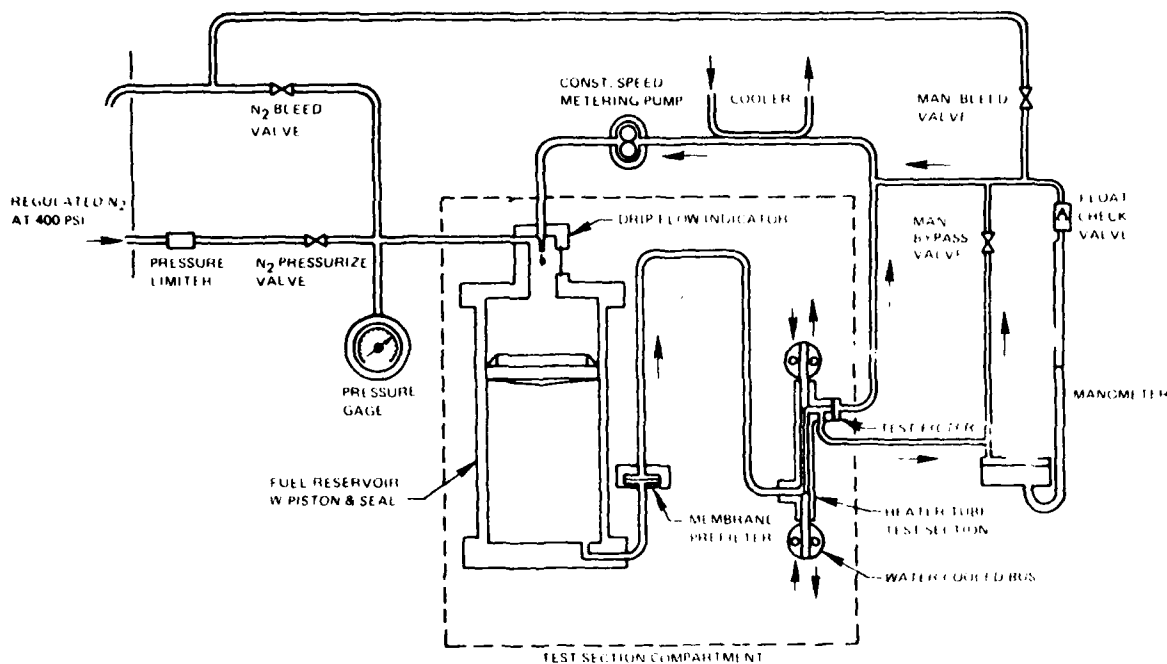 CONST. SPEED
METERING PUMP
COOLER
MAN. BLEED
VALVE
N2 BLEED
VALVE
REGULATED N2
AT 400 PSI
PRESSURE
LIMITER
N2 PRESSURIZE
VALVE
DRIP FLOW INDICATOR
MAN
BYPASS
VALVE
FLOAT
CHECK
VALVE
PRESSURE
GAGE
MANOMETER
TEST FILTER
FUEL RESERVOIR
W PISTON & SEAL
MEMBRANE
PREFILTER
HEATER TUBE
TEST SECTION
WATER COOLED BUS
TEST SECTION COMPARTMENT